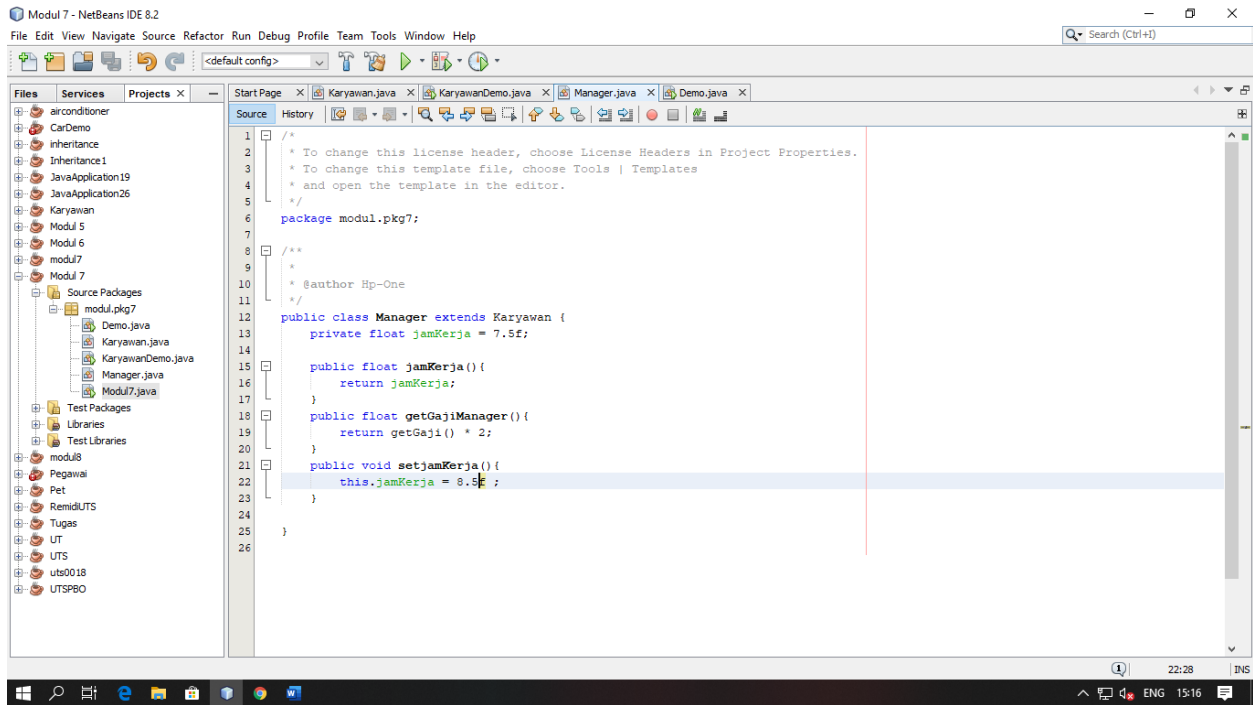 Modul 7 - NetBeans IDE 8.2
File Edit View Navigate Source Refactor Run Debug Profile Team Tools Window Help
Search (Ctrl+I)
<default config>
Files Services Projects
Start Page Karyawan.java KaryawanDemo.java Manager.java Demo.java
Source History
airconditioner
CarDemo
inheritance
Inheritance1
JavaApplication19
JavaApplication26
Karyawan
Modul 5
Modul 6
modul7
Modul 7
Source Packages
modul.pkg7
Demo.java
Karyawan.java
KaryawanDemo.java
Manager.java
Modul7.java
Test Packages
Libraries
Test Libraries
modul8
Pegawai
Pet
RemidiUTS
Tugas
UT
UTS
uts0018
UTSPBO
1 /*
2 * To change this license header, choose License Headers in Project Properties.
3 * To change this template file, choose Tools | Templates
4 * and open the template in the editor.
5 */
6 package modul.pkg7;
7
8 /**
9 *
10 * @author Hp-One
11 */
12 public class Manager extends Karyawan {
13 private float jamKerja = 7.5f;
14
15 public float jamKerja(){
16 return jamKerja;
17 }
18 public float getGajiManager(){
19 return getGaji() * 2;
20 }
21 public void setjamKerja(){
22 this.jamKerja = 8.5f ;
23 }
24
25 }
26
1 22:28 INS
ENG 15:16